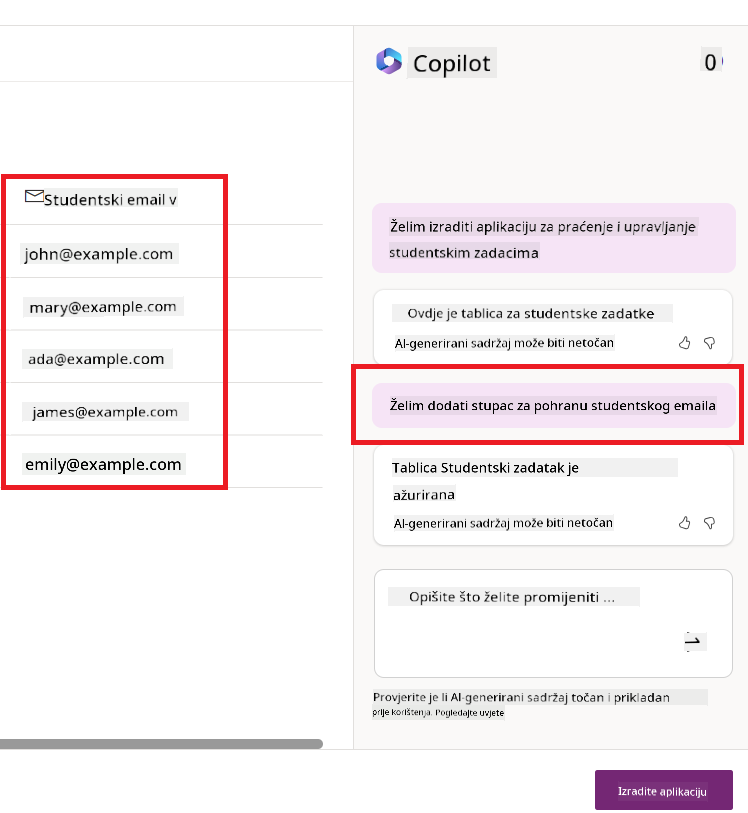 Copilot
Studentski email v
john@example.com
mary@example.com
ada@example.com
james@example.com
emily@example.com
Želim izraditi aplikaciju za praćenje i upravljanje
studentskim zadacima
Ovdje je tablica za studentske zadatke
AI-generirani sadržaj može biti netočan
Želim dodati stupac za pohranu studentskog emaila
Tablica Studentski zadatak je
ažurirana
AI-generirani sadržaj može biti netočan
Opišite što želite promijeniti ...
Provjerite je li AI-generirani sadržaj točan i prikladan
prije korištenja. Pogledajte uvjete
Izradite aplikaciju